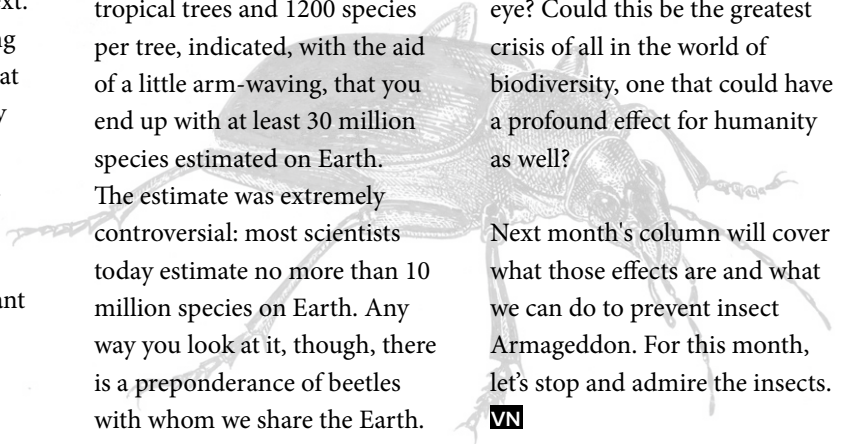 ext.
ng
at
y
ant
tropical trees and 1200 species
per tree, indicated, with the aid
of a little arm-waving, that you
end up with at least 30 million
species estimated on Earth.
The estimate was extremely
controversial: most scientists
today estimate no more than 10
million species on Earth. Any
way you look at it, though, there
is a preponderance of beetles
with whom we share the Earth.
eye? Could this be the greatest
crisis of all in the world of
biodiversity, one that could have
a profound effect for humanity
as well?
Next month's column will cover
what those effects are and what
we can do to prevent insect
Armageddon. For this month,
let’s stop and admire the insects.
VN